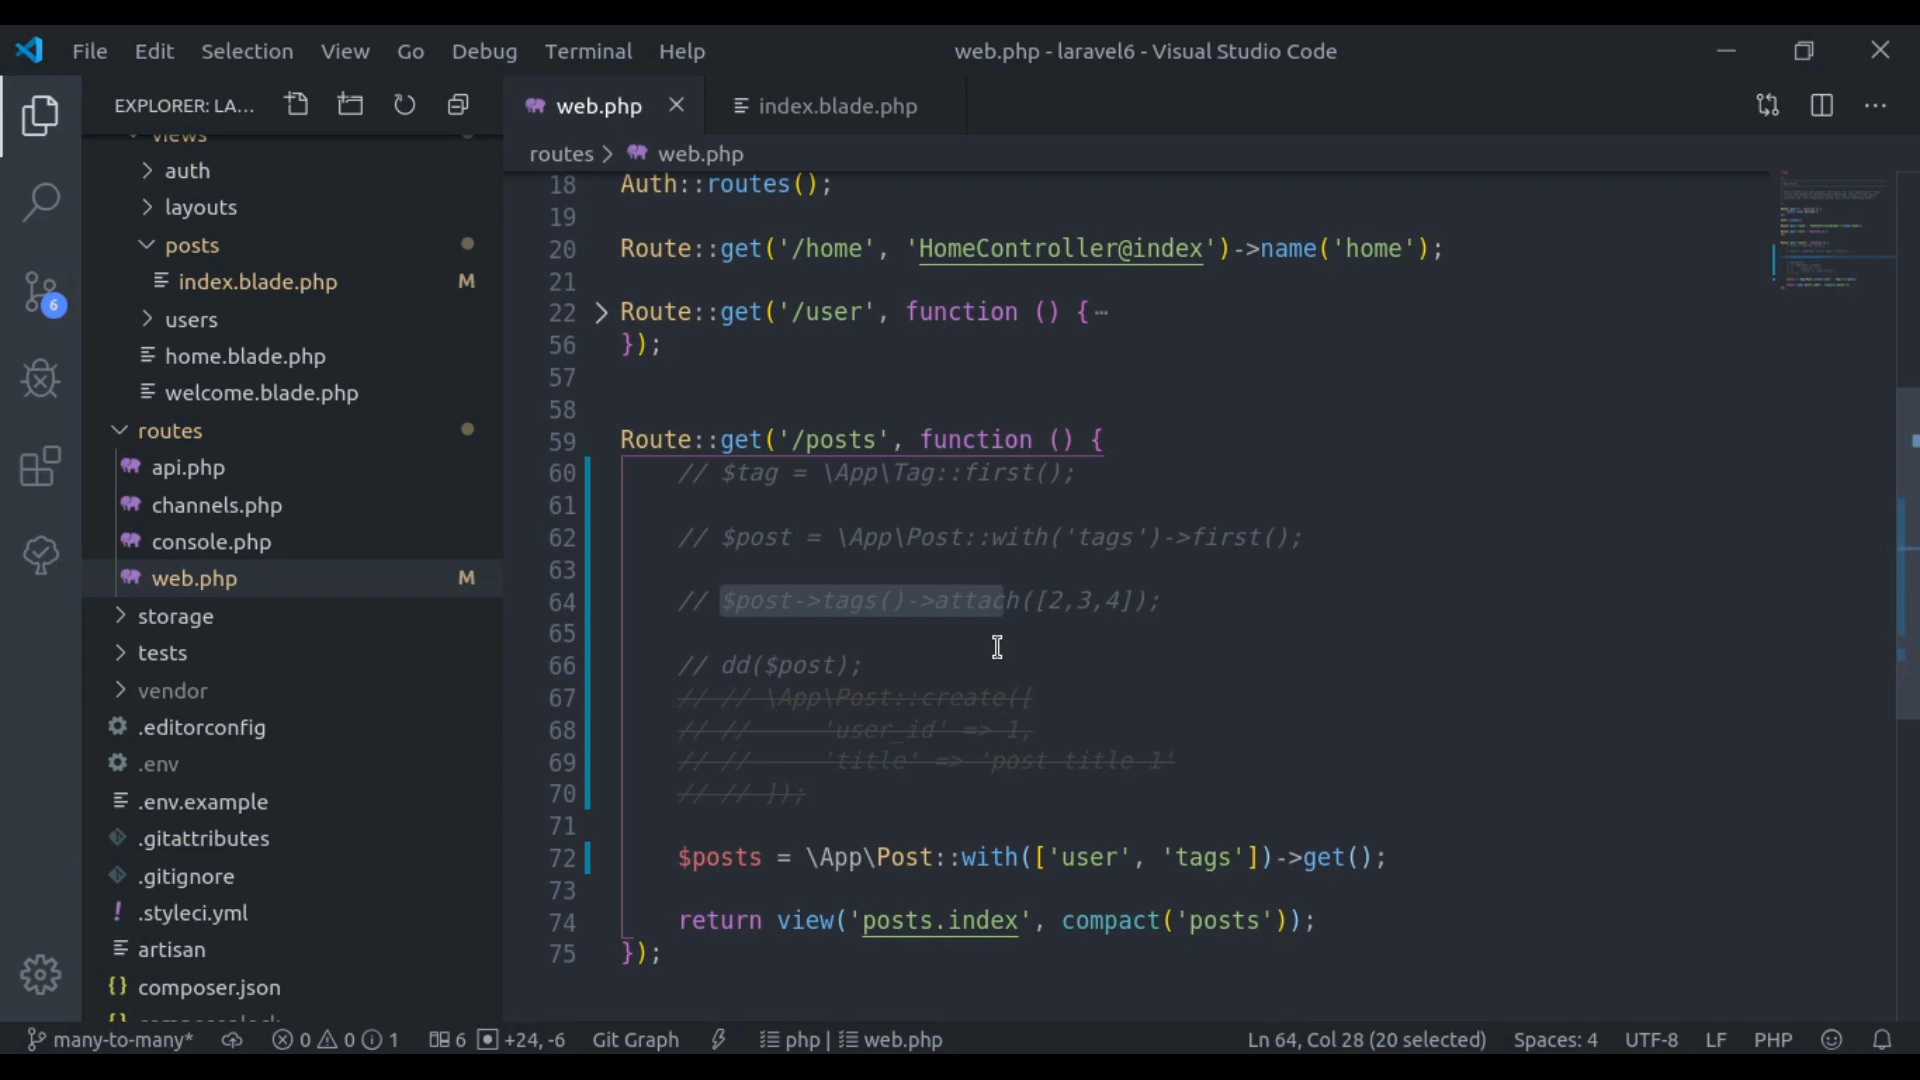 File Edit Selection View Go Debug Terminal Help
web.php - laravel6 - Visual Studio Code
EXPLORER: LA...
web.php
index.blade.php
routes > web.php
views
auth
layouts
posts
index.blade.php M
users
home.blade.php
welcome.blade.php
routes
api.php
channels.php
console.php
web.php M
storage
tests
vendor
.editorconfig
.env
.env.example
.gitattributes
.gitignore
.styleci.yml
artisan
composer.json
6
18 Auth::routes();
19
20 Route::get('/home', 'HomeController@index')->name('home');
21
22 Route::get('/user', function () {⋯
56 });
57
58
59 Route::get('/posts', function () {
60 // $tag = \App\Tag::first();
61
62 // $post = \App\Post::with('tags')->first();
63
64 // $post->tags()->attach([2,3,4]);
65
66 // dd($post);
67 // // \App\Post::create([
68 // // 'user_id' => 1,
69 // // 'title' => 'post title 1'
70 // // ]);
71
72 $posts = \App\Post::with(['user', 'tags'])->get();
73
74 return view('posts.index', compact('posts'));
75 });
many-to-many* 0 0 1 6 +24, -6 Git Graph php | web.php Ln 64, Col 28 (20 selected) Spaces: 4 UTF-8 LF PHP